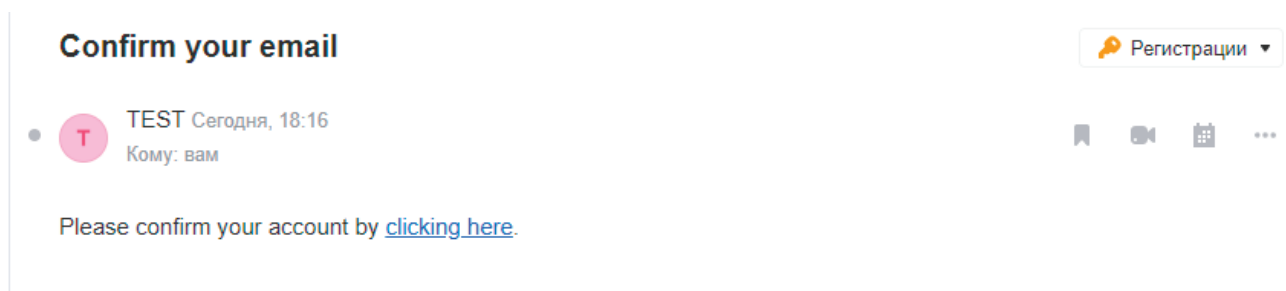 Confirm your email
Регистрации
TEST Сегодня, 18:16
T
Кому: вам
Please confirm your account by clicking here.